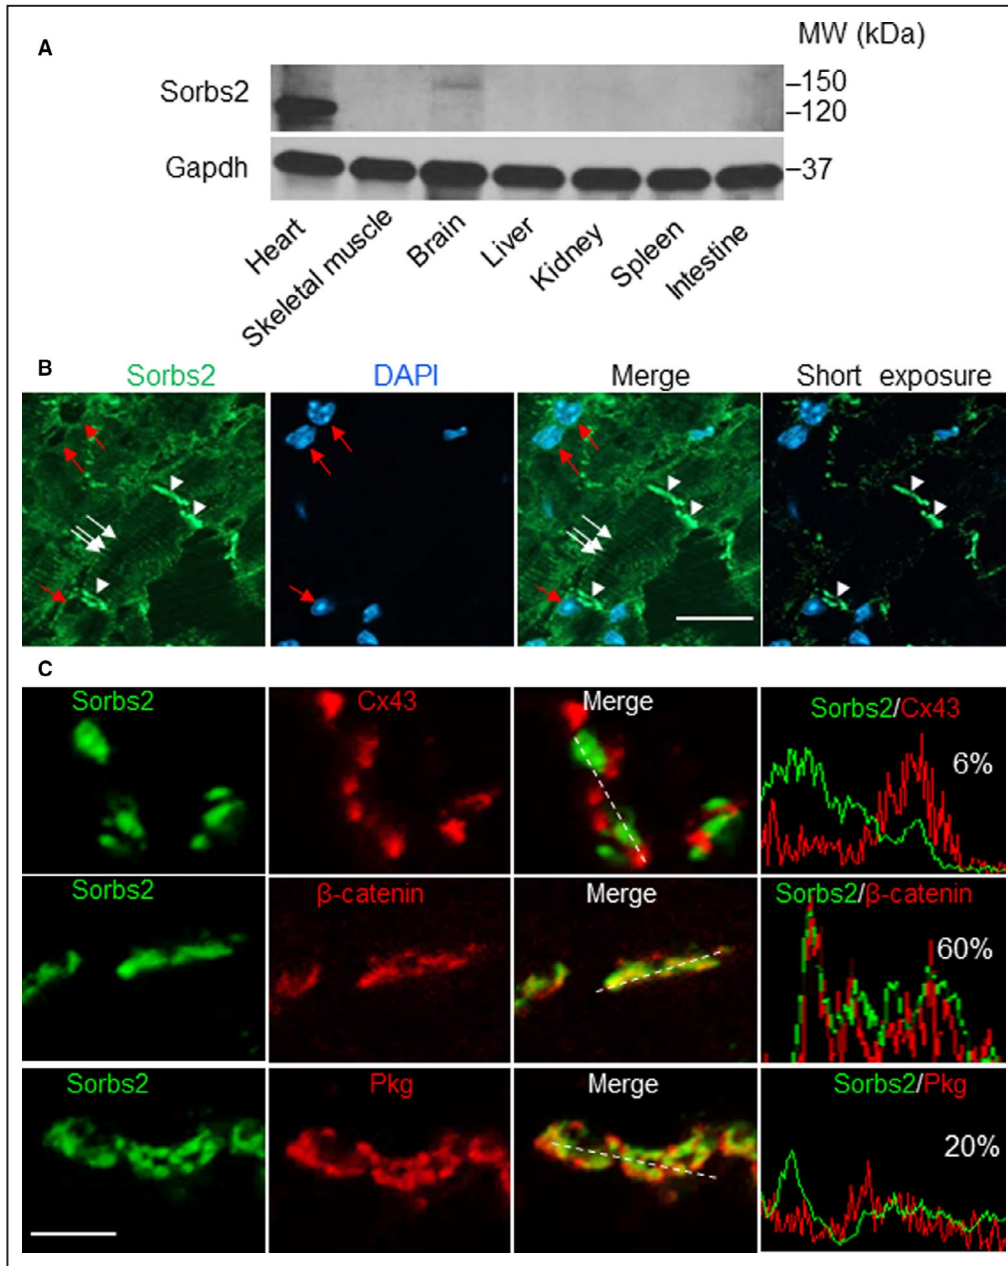 A
MW (kDa)
Sorbs2
–150
–120
Gapdh
–37
Heart
Skeletal muscle
Brain
Liver
Kidney
Spleen
Intestine
B
Sorbs2
DAPI
Merge
Short exposure
C
Sorbs2
Cx43
Merge
Sorbs2/Cx43
6%
Sorbs2
β-catenin
Merge
Sorbs2/β-catenin
60%
Sorbs2
Pkg
Merge
Sorbs2/Pkg
20%